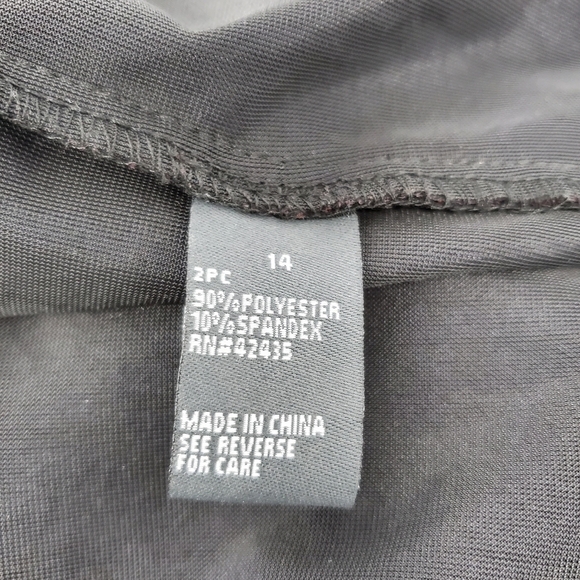 14
2PC
90%POLYESTER
10%SPANDEX
RN#42435
MADE IN CHINA
SEE REVERSE
FOR CARE